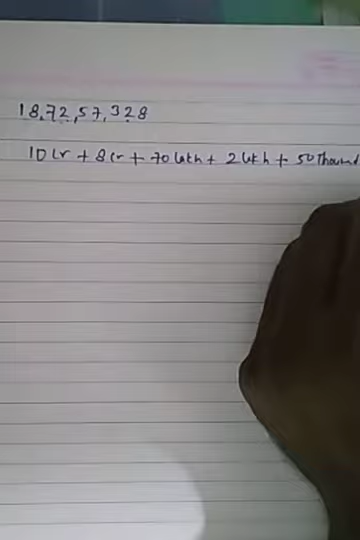 18,72,57,328
10 Cr + 8 Cr + 70 lakh + 2 lakh + 50 Thousand